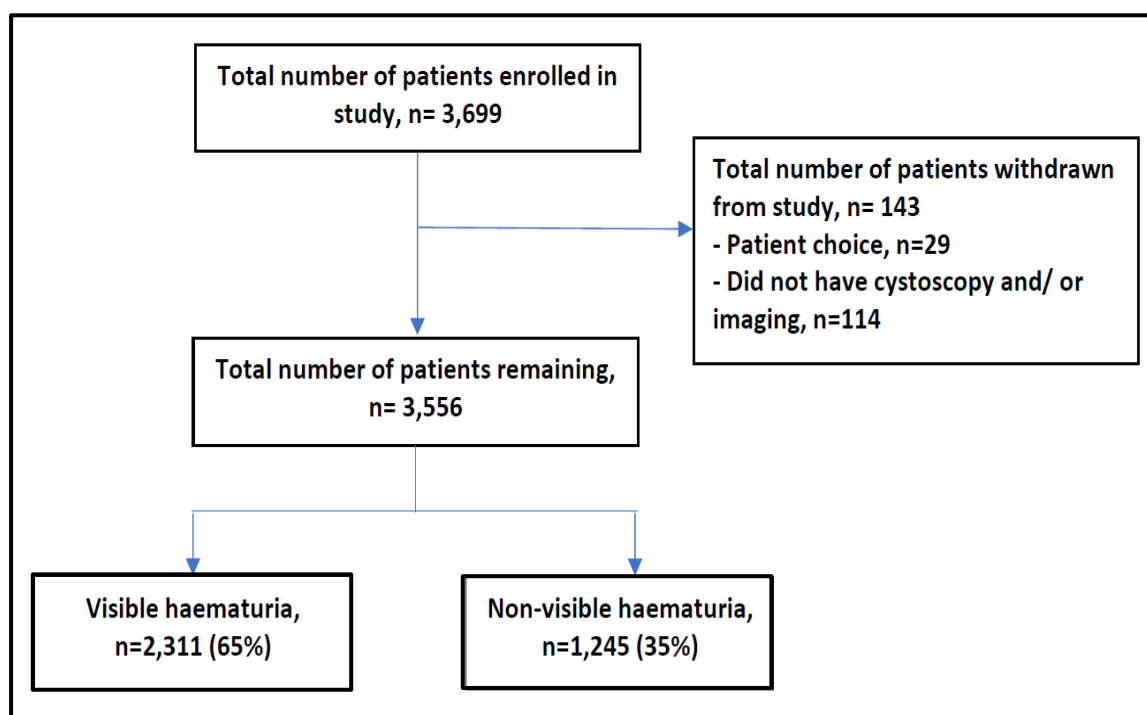 Total number of patients enrolled in
study, n= 3,699
Total number of patients withdrawn
from study, n= 143
- Patient choice, n=29
- Did not have cystoscopy and/ or
imaging, n=114
Total number of patients remaining,
n= 3,556
Visible haematuria,
n=2,311 (65%)
Non-visible haematuria,
n=1,245 (35%)